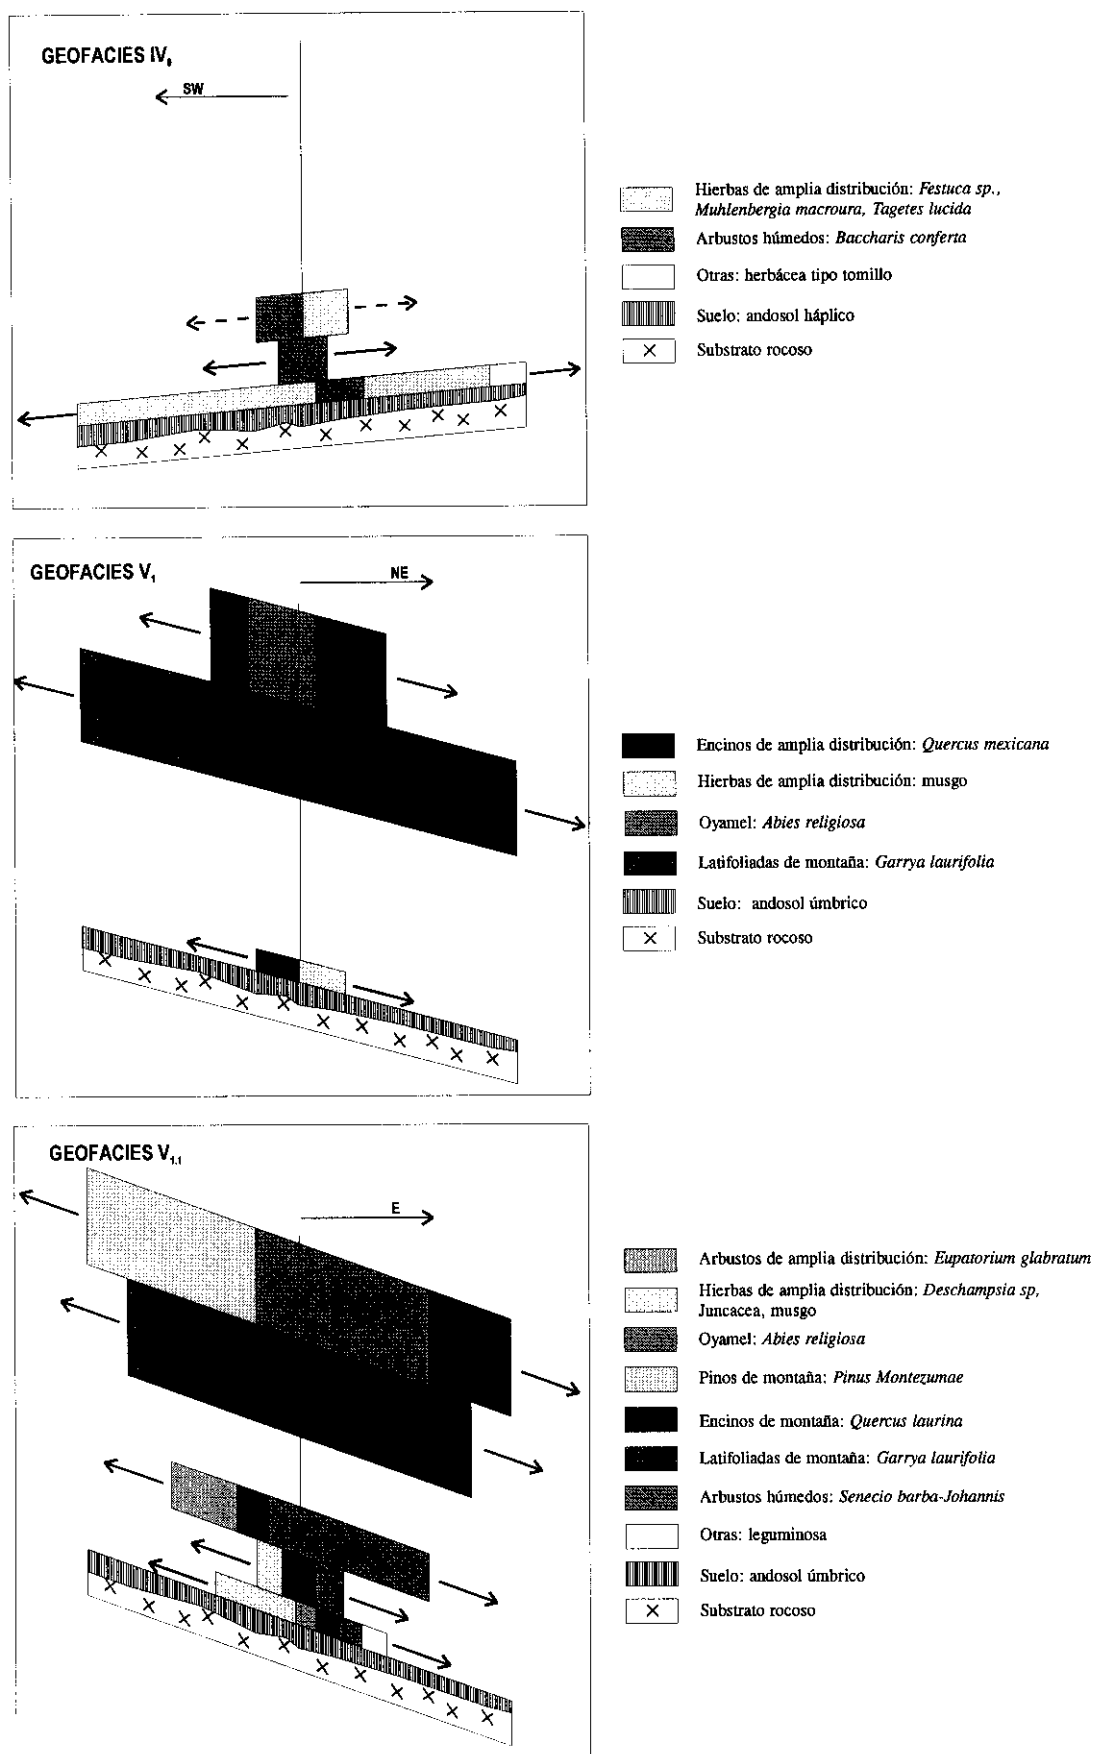 GEOFACIES IV₈
SW
Hierbas de amplia distribución: Festuca sp.,
Muhlenbergia macroura, Tagetes lucida
Arbustos húmedos: Baccharis conferta
Otras: herbácea tipo tomillo
Suelo: andosol háplico
Substrato rocoso
GEOFACIES V₁
NE
Encinos de amplia distribución: Quercus mexicana
Hierbas de amplia distribución: musgo
Oyamel: Abies religiosa
Latifoliadas de montaña: Garrya laurifolia
Suelo: andosol úmbrico
Substrato rocoso
GEOFACIES V₁.₁
E
Arbustos de amplia distribución: Eupatorium glabratum
Hierbas de amplia distribución: Deschampsia sp,
Juncacea, musgo
Oyamel: Abies religiosa
Pinos de montaña: Pinus Montezumae
Encinos de montaña: Quercus laurina
Latifoliadas de montaña: Garrya laurifolia
Arbustos húmedos: Senecio barba-Johannis
Otras: leguminosa
Suelo: andosol úmbrico
Substrato rocoso